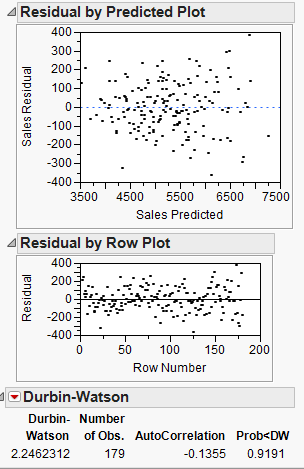 Residual by Predicted Plot
400
300
200
100
0
-100
-200
-300
-400
Sales Residual
3500 4500 5500 6500 7500
Sales Predicted
Residual by Row Plot
400
200
0
-200
-400
Residual
0 50 100 150 200
Row Number
Durbin-Watson
Durbin- Number
Watson of Obs. AutoCorrelation Prob<DW
2.2462312 179 -0.1355 0.9191